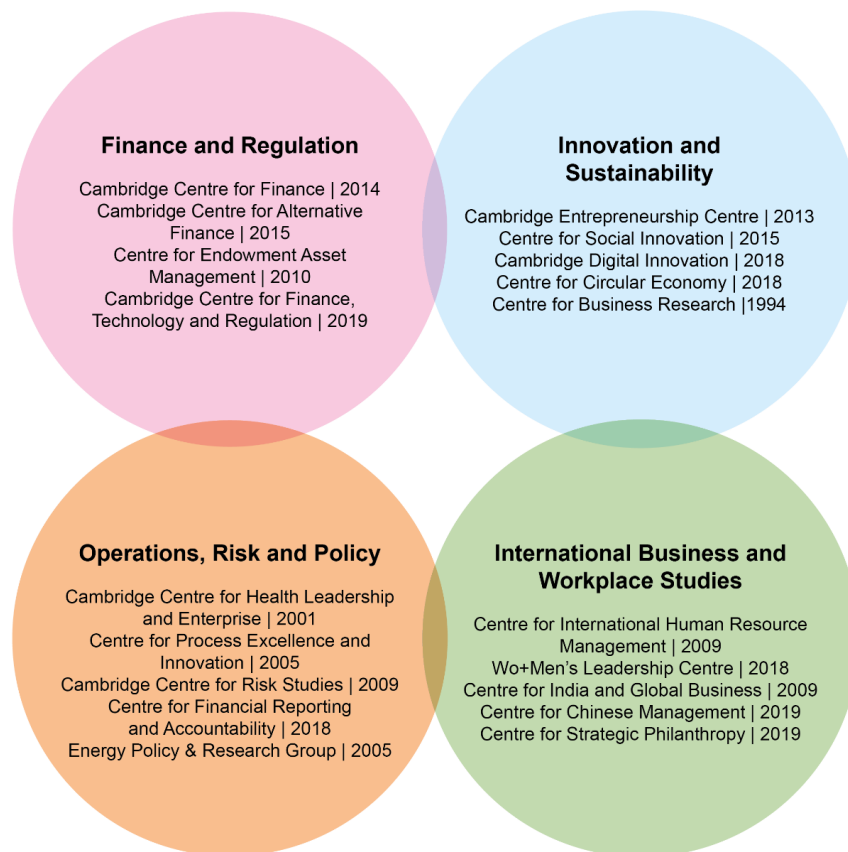 Finance and Regulation
Cambridge Centre for Finance | 2014
Cambridge Centre for Alternative
Finance | 2015
Centre for Endowment Asset
Management | 2010
Cambridge Centre for Finance,
Technology and Regulation | 2019
Innovation and
Sustainability
Cambridge Entrepreneurship Centre | 2013
Centre for Social Innovation | 2015
Cambridge Digital Innovation | 2018
Centre for Circular Economy | 2018
Centre for Business Research |1994
Operations, Risk and Policy
Cambridge Centre for Health Leadership
and Enterprise | 2001
Centre for Process Excellence and
Innovation | 2005
Cambridge Centre for Risk Studies | 2009
Centre for Financial Reporting
and Accountability | 2018
Energy Policy & Research Group | 2005
International Business and
Workplace Studies
Centre for International Human Resource
Management | 2009
Wo+Men’s Leadership Centre | 2018
Centre for India and Global Business | 2009
Centre for Chinese Management | 2019
Centre for Strategic Philanthropy | 2019